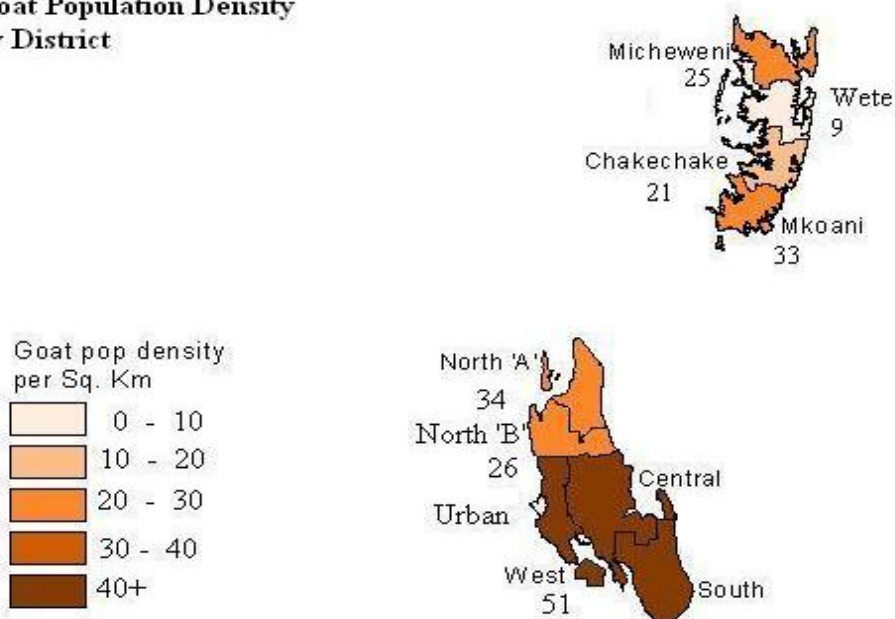 oat Population Density
District
Micheweni
25
Wete
9
Chakechake
21
Mkoani
33
Goat pop density
per Sq. Km
0 - 10
10 - 20
20 - 30
30 - 40
40+
North 'A'
34
North 'B'
26
Central
Urban
West
51
South